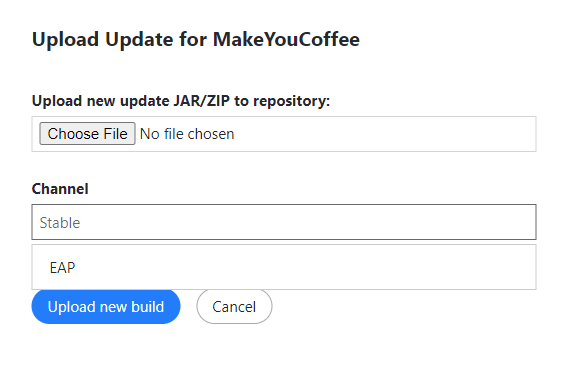 Upload Update for MakeYouCoffee
Upload new update JAR/ZIP to repository:
Choose File No file chosen
Channel
Stable
EAP
Upload new build Cancel